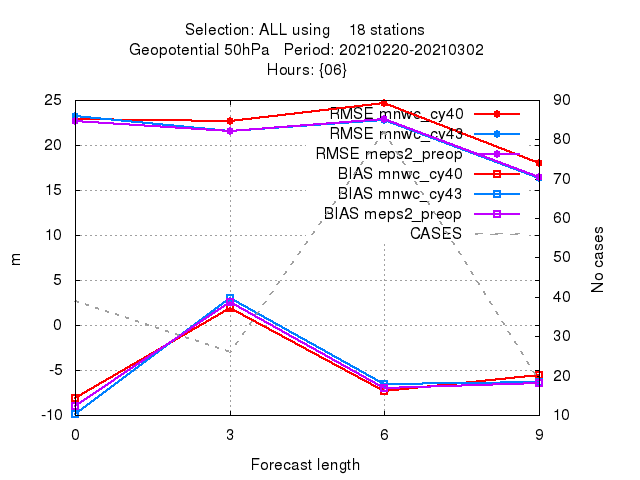 Selection: ALL using    18 stations
Geopotential 50hPa   Period: 20210220-20210302
Hours: {06}
25
20
15
10
5
0
-5
-10
m
90
80
70
60
50
40
30
20
10
No cases
RMSE mnwc_cy40
RMSE mnwc_cy43
RMSE meps2_preop
BIAS mnwc_cy40
BIAS mnwc_cy43
BIAS meps2_preop
CASES
0 3 6 9
Forecast length